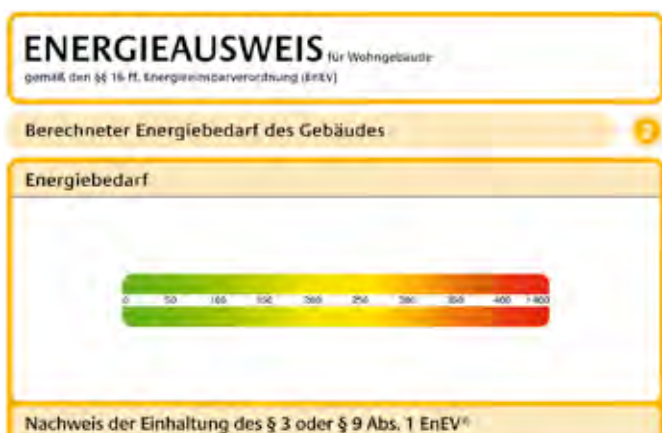 ENERGIEAUSWEIS für Wohngebäude
gemäß den §§ 16 ff. Energieeinsparverordnung (EnEV)
Berechneter Energiebedarf des Gebäudes 2
Energiebedarf
0 50 100 150 200 250 300 350 400 >400
Nachweis der Einhaltung des § 3 oder § 9 Abs. 1 EnEV